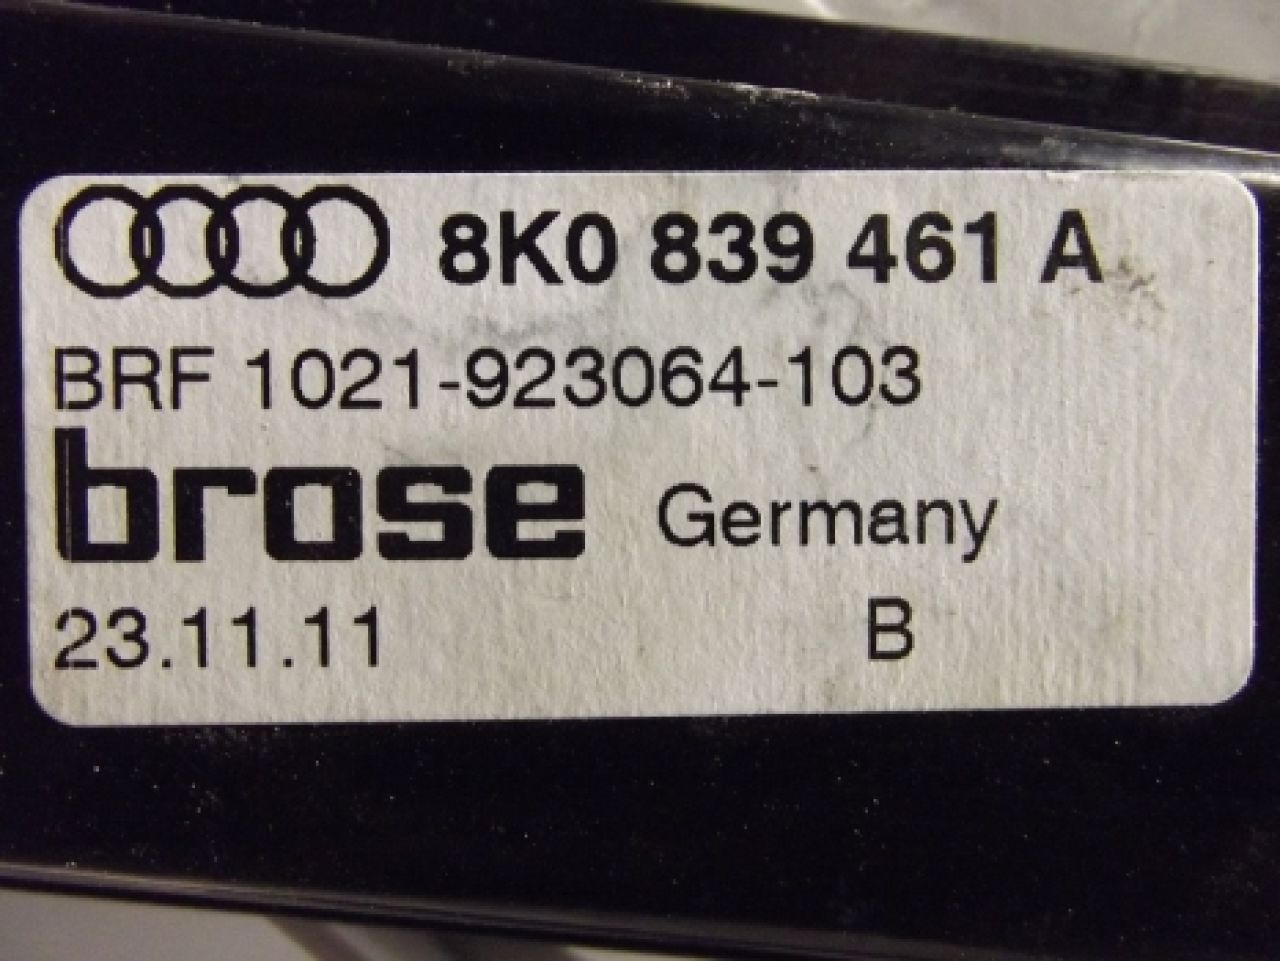 8K0 839 461 A
BRF 1021-923064-103
brose Germany
23.11.11 B